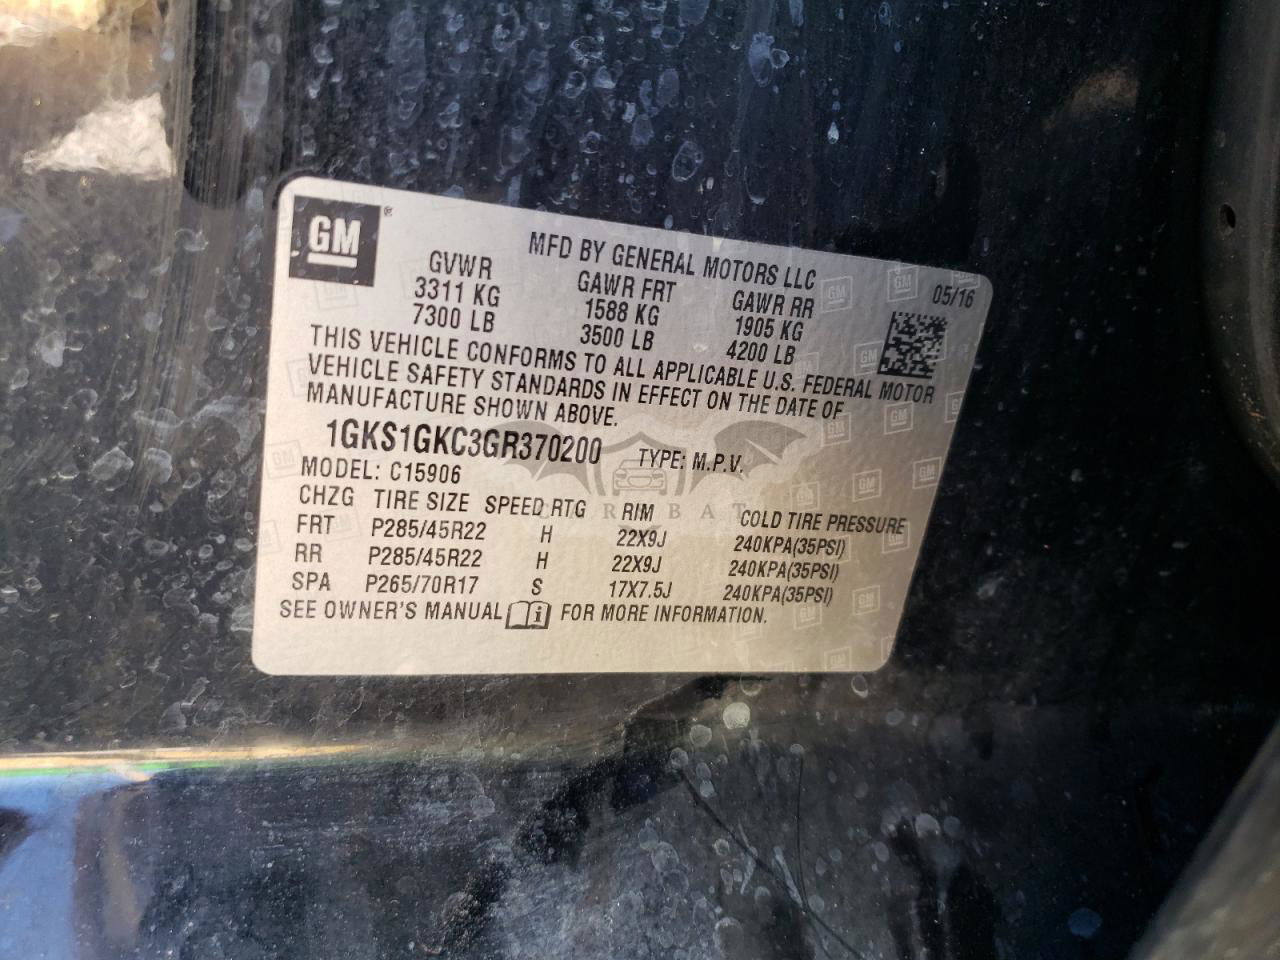 GM®
MFD BY GENERAL MOTORS LLC
05/16
GVWR GAWR FRT GAWR RR
3311 KG 1588 KG 1905 KG
7300 LB 3500 LB 4200 LB
THIS VEHICLE CONFORMS TO ALL APPLICABLE U.S. FEDERAL MOTOR
VEHICLE SAFETY STANDARDS IN EFFECT ON THE DATE OF
MANUFACTURE SHOWN ABOVE.
1GKS1GKC3GR370200 TYPE: M.P.V.
MODEL: C15906
CHZG TIRE SIZE SPEED RTG RIM COLD TIRE PRESSURE
FRT P285/45R22 H 22X9J 240KPA(35PSI)
RR P285/45R22 H 22X9J 240KPA(35PSI)
SPA P265/70R17 S 17X7.5J 240KPA(35PSI)
SEE OWNER'S MANUAL FOR MORE INFORMATION.
CARSBAT